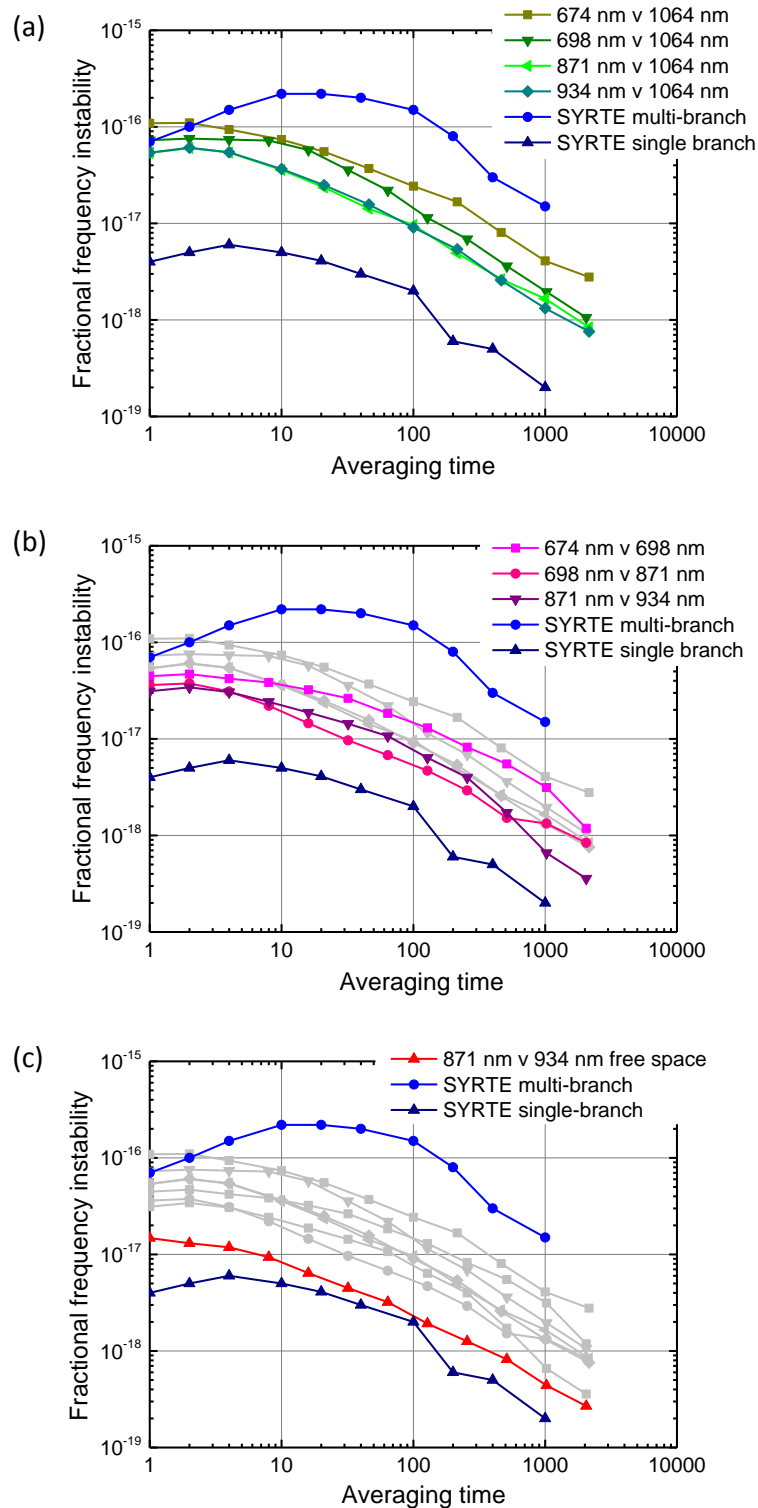 (a)
674 nm v 1064 nm
698 nm v 1064 nm
871 nm v 1064 nm
934 nm v 1064 nm
SYRTE multi-branch
SYRTE single branch
Fractional frequency instability
10⁻¹⁵
10⁻¹⁶
10⁻¹⁷
10⁻¹⁸
10⁻¹⁹
1 10 100 1000 10000
Averaging time
(b)
674 nm v 698 nm
698 nm v 871 nm
871 nm v 934 nm
SYRTE multi-branch
SYRTE single branch
Fractional frequency instability
10⁻¹⁵
10⁻¹⁶
10⁻¹⁷
10⁻¹⁸
10⁻¹⁹
1 10 100 1000 10000
Averaging time
(c)
871 nm v 934 nm free space
SYRTE multi-branch
SYRTE single-branch
Fractional frequency instability
10⁻¹⁵
10⁻¹⁶
10⁻¹⁷
10⁻¹⁸
10⁻¹⁹
1 10 100 1000 10000
Averaging time